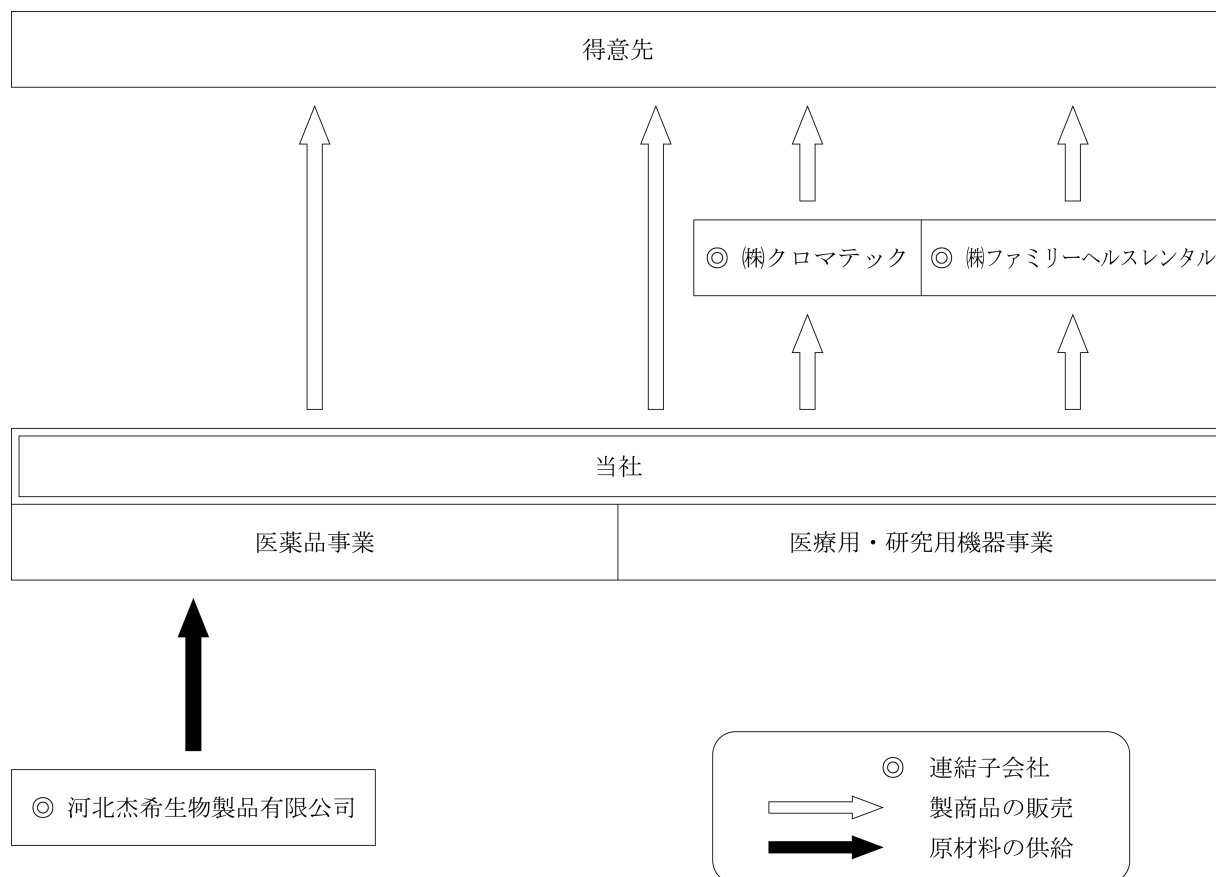 得意先
◎ ㈱クロマテック
◎ ㈱ファミリーヘルスレンタル
当社
医薬品事業
医療用・研究用機器事業
◎ 河北杰希生物製品有限公司
◎ 連結子会社
製商品の販売
原材料の供給